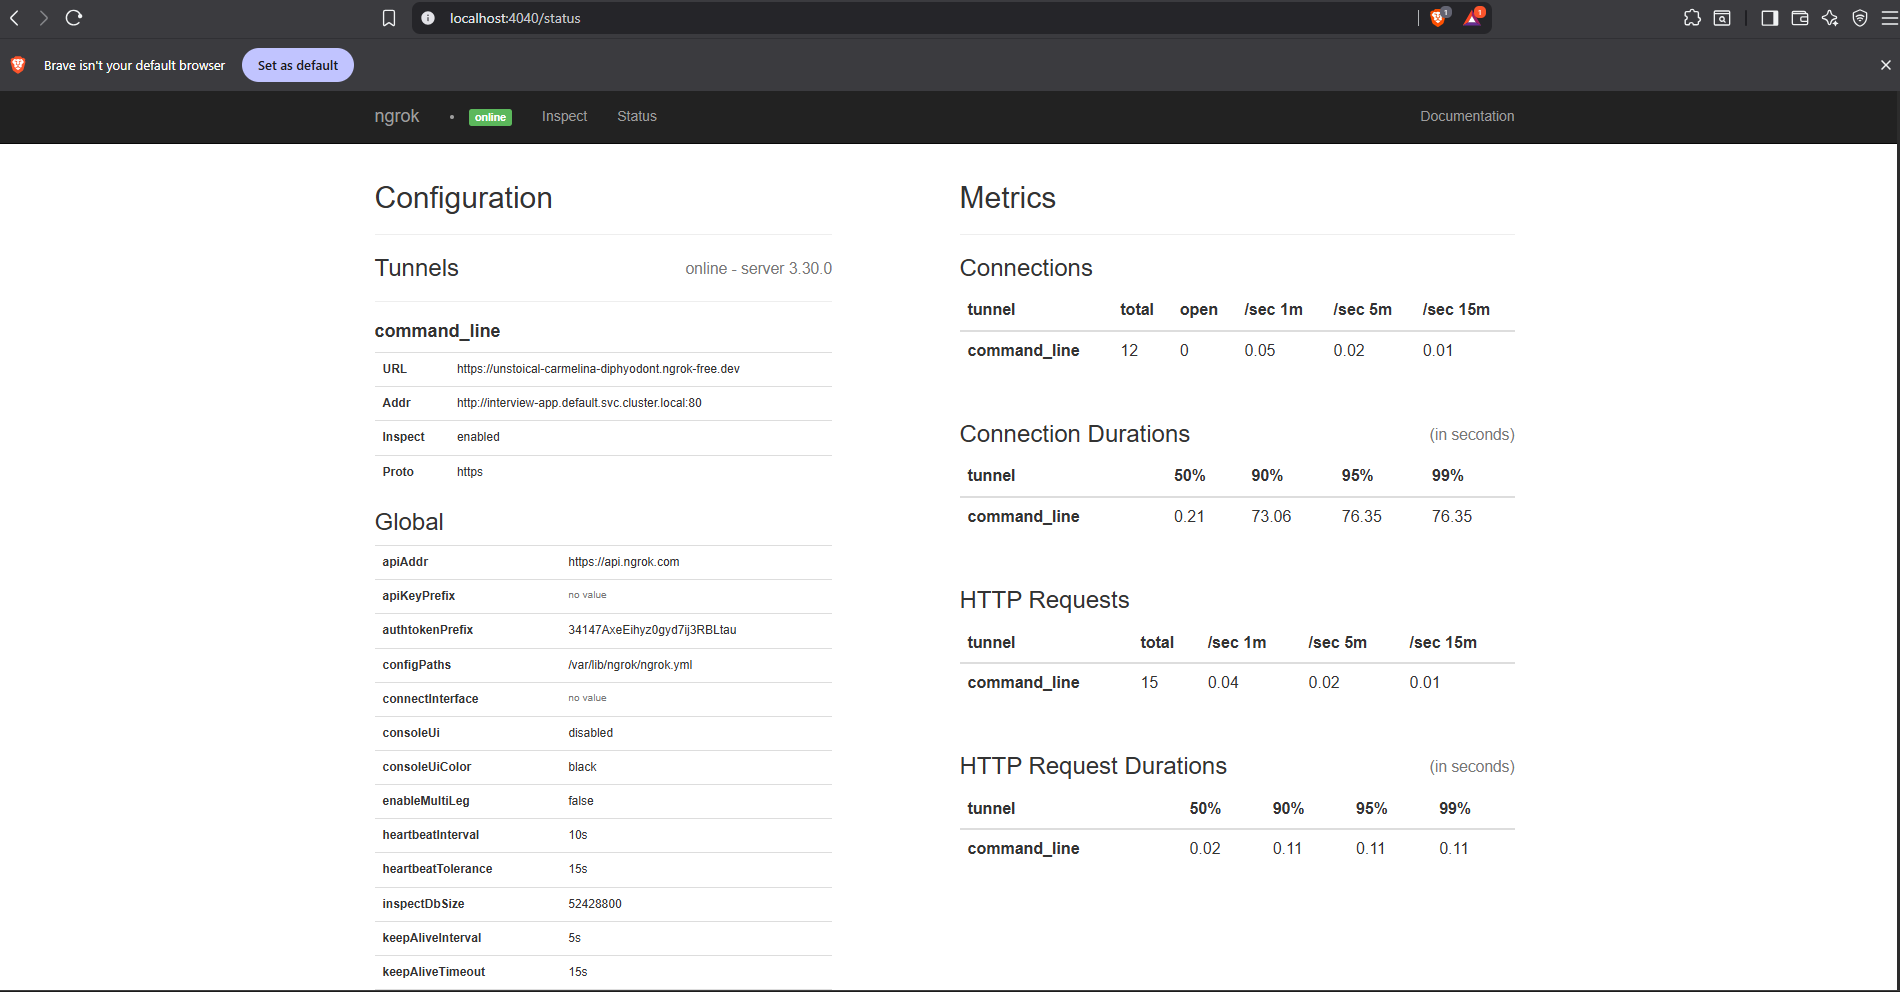 localhost:4040/status
1
1
Brave isn't your default browser
Set as default
ngrok
online
Inspect
Status
Documentation
Configuration
Tunnels
online - server 3.30.0
command_line
URL https://unstoical-carmelina-diphyodont.ngrok-free.dev
Addr http://interview-app.default.svc.cluster.local:80
Inspect enabled
Proto https
Global
apiAddr https://api.ngrok.com
apiKeyPrefix no value
authtokenPrefix 34147AxeEihyz0gyd7ij3RBLtau
configPaths /var/lib/ngrok/ngrok.yml
connectInterface no value
consoleUi disabled
consoleUiColor black
enableMultiLeg false
heartbeatInterval 10s
heartbeatTolerance 15s
inspectDbSize 52428800
keepAliveInterval 5s
keepAliveTimeout 15s
Metrics
Connections
tunnel total open /sec 1m /sec 5m /sec 15m
command_line 12 0 0.05 0.02 0.01
Connection Durations (in seconds)
tunnel 50% 90% 95% 99%
command_line 0.21 73.06 76.35 76.35
HTTP Requests
tunnel total /sec 1m /sec 5m /sec 15m
command_line 15 0.04 0.02 0.01
HTTP Request Durations (in seconds)
tunnel 50% 90% 95% 99%
command_line 0.02 0.11 0.11 0.11